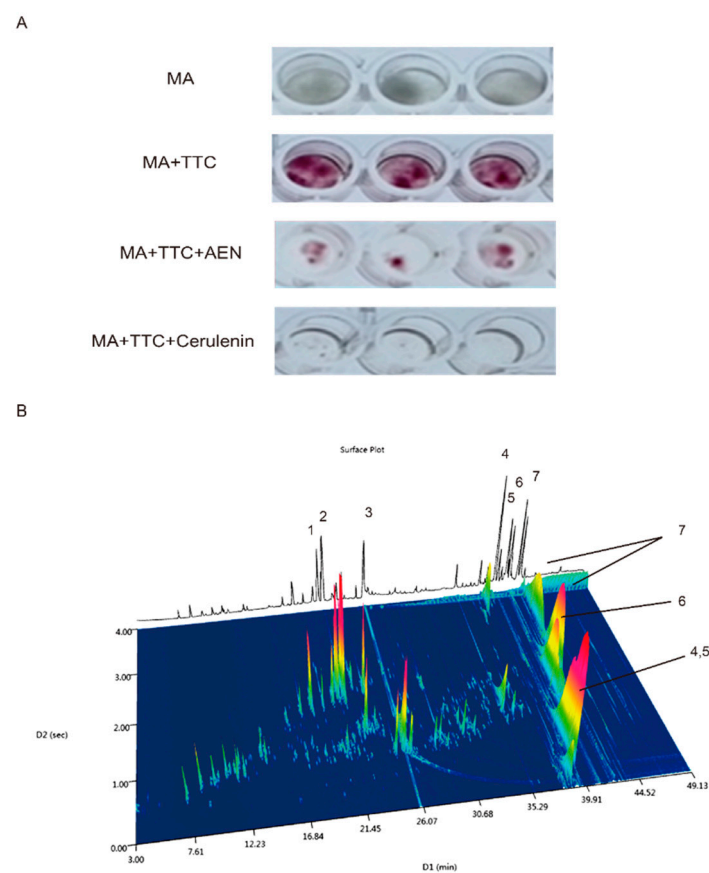 A
MA
MA+TTC
MA+TTC+AEN
MA+TTC+Cerulenin
B
Surface Plot
4
7
6
5
1
2
3
7
6
4,5
4.00
3.00
2.00
1.00
0.00
D2 (sec)
3.00
7.61
12.23
16.84
21.45
26.07
30.68
35.29
39.91
44.52
49.13
D1 (min)